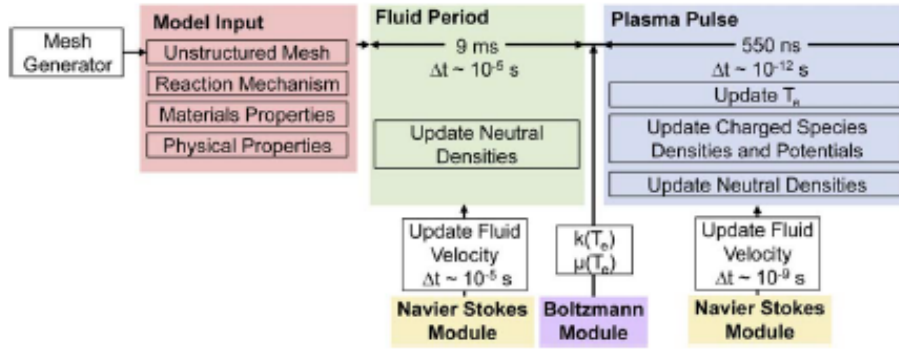 Mesh
Generator
Model Input
Unstructured Mesh
Reaction Mechanism
Materials Properties
Physical Properties
Fluid Period
9 ms
Δt ~ 10⁻⁵ s
Update Neutral
Densities
Update Fluid
Velocity
Δt ~ 10⁻⁵ s
Navier Stokes
Module
k(Tₑ)
μ(Tₑ)
Boltzmann
Module
Plasma Pulse
550 ns
Δt ~ 10⁻¹² s
Update Tₑ
Update Charged Species
Densities and Potentials
Update Neutral Densities
Update Fluid
Velocity
Δt ~ 10⁻⁹ s
Navier Stokes
Module